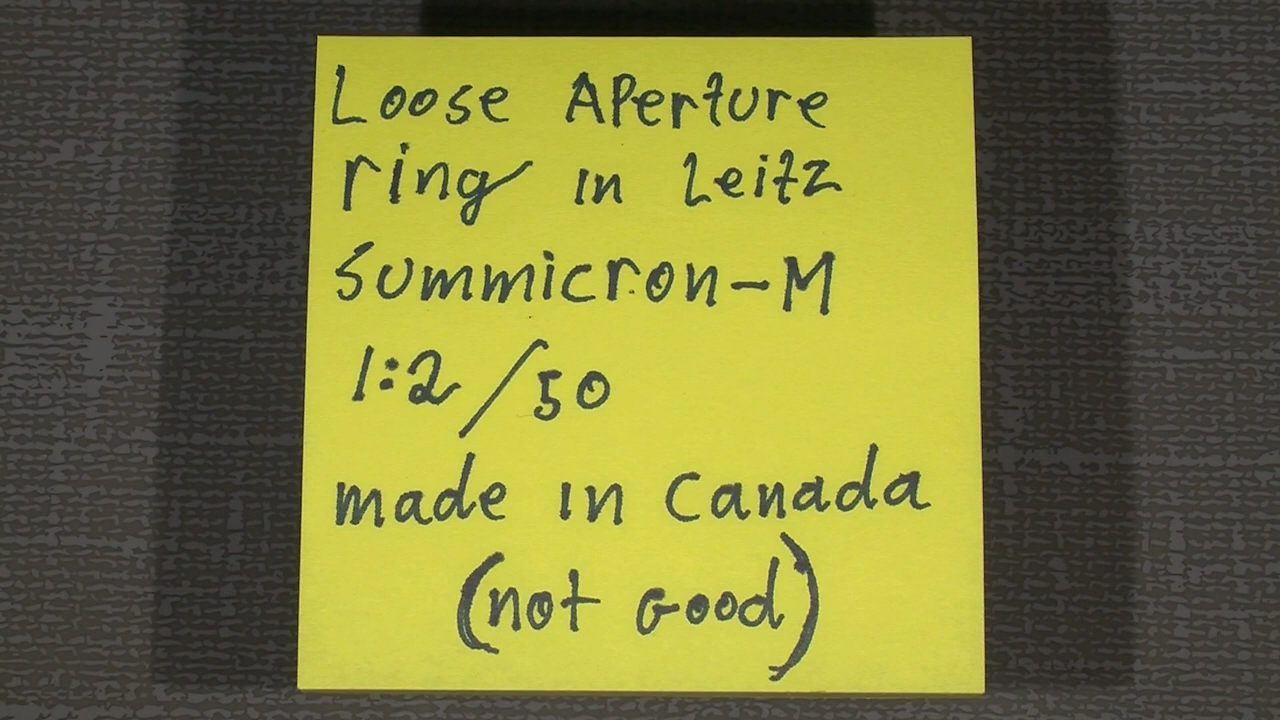 Loose Aperture
ring in Leitz
Summicron-M
1:2/50
made in Canada
(not Good)